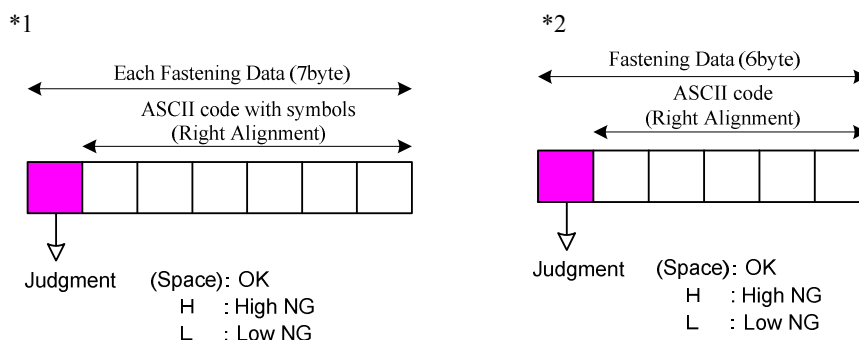 *1
Each Fastening Data (7byte)
ASCII code with symbols
(Right Alignment)
Judgment (Space): OK
H : High NG
L : Low NG
*2
Fastening Data (6byte)
ASCII code
(Right Alignment)
Judgment (Space): OK
H : High NG
L : Low NG